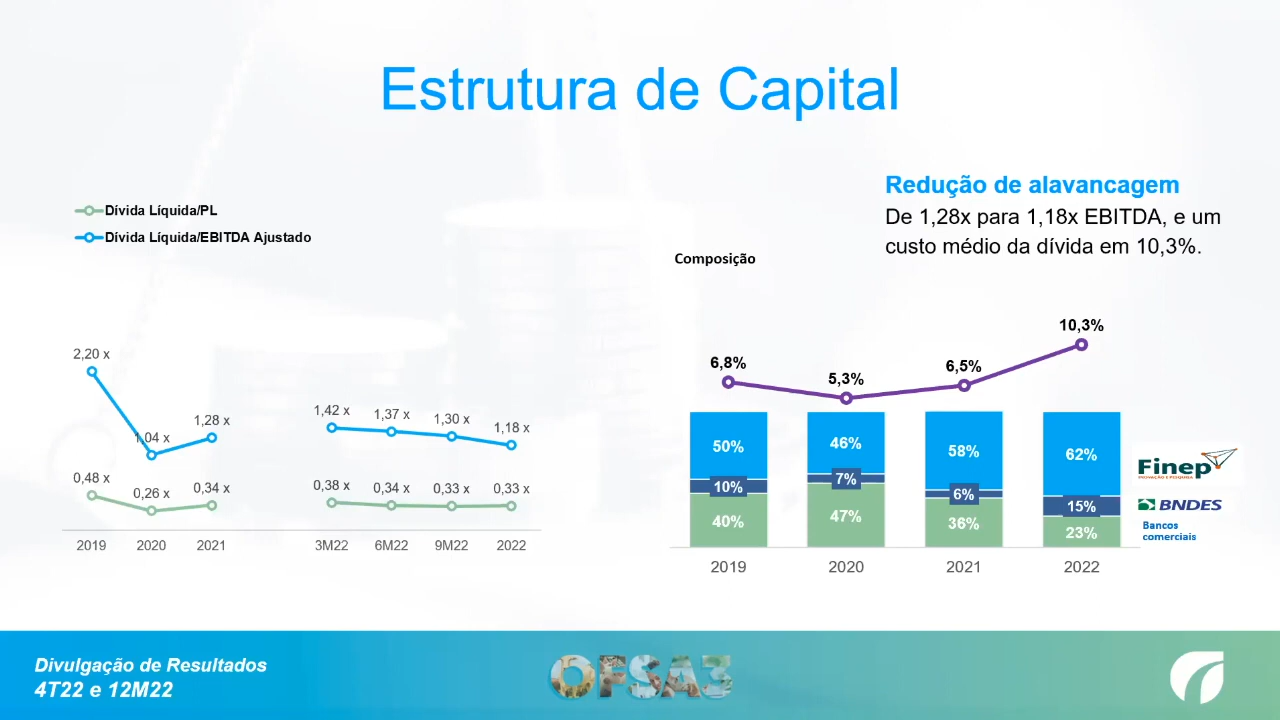 Estrutura de Capital
Redução de alavancagem
De 1,28x para 1,18x EBITDA, e um
custo médio da dívida em 10,3%.
Dívida Líquida/PL
Dívida Líquida/EBITDA Ajustado
2,20 x
1,04 x
1,28 x
1,42 x
1,37 x
1,30 x
1,18 x
0,48 x
0,26 x
0,34 x
0,38 x
0,34 x
0,33 x
0,33 x
2019
2020
2021
3M22
6M22
9M22
2022
Composição
6,8%
5,3%
6,5%
10,3%
50%
46%
58%
62%
10%
7%
6%
15%
40%
47%
36%
23%
2019
2020
2021
2022
Finep
INOVAÇÃO E PESQUISA
BNDES
Bancos
comerciais
Divulgação de Resultados
4T22 e 12M22
OFSA3